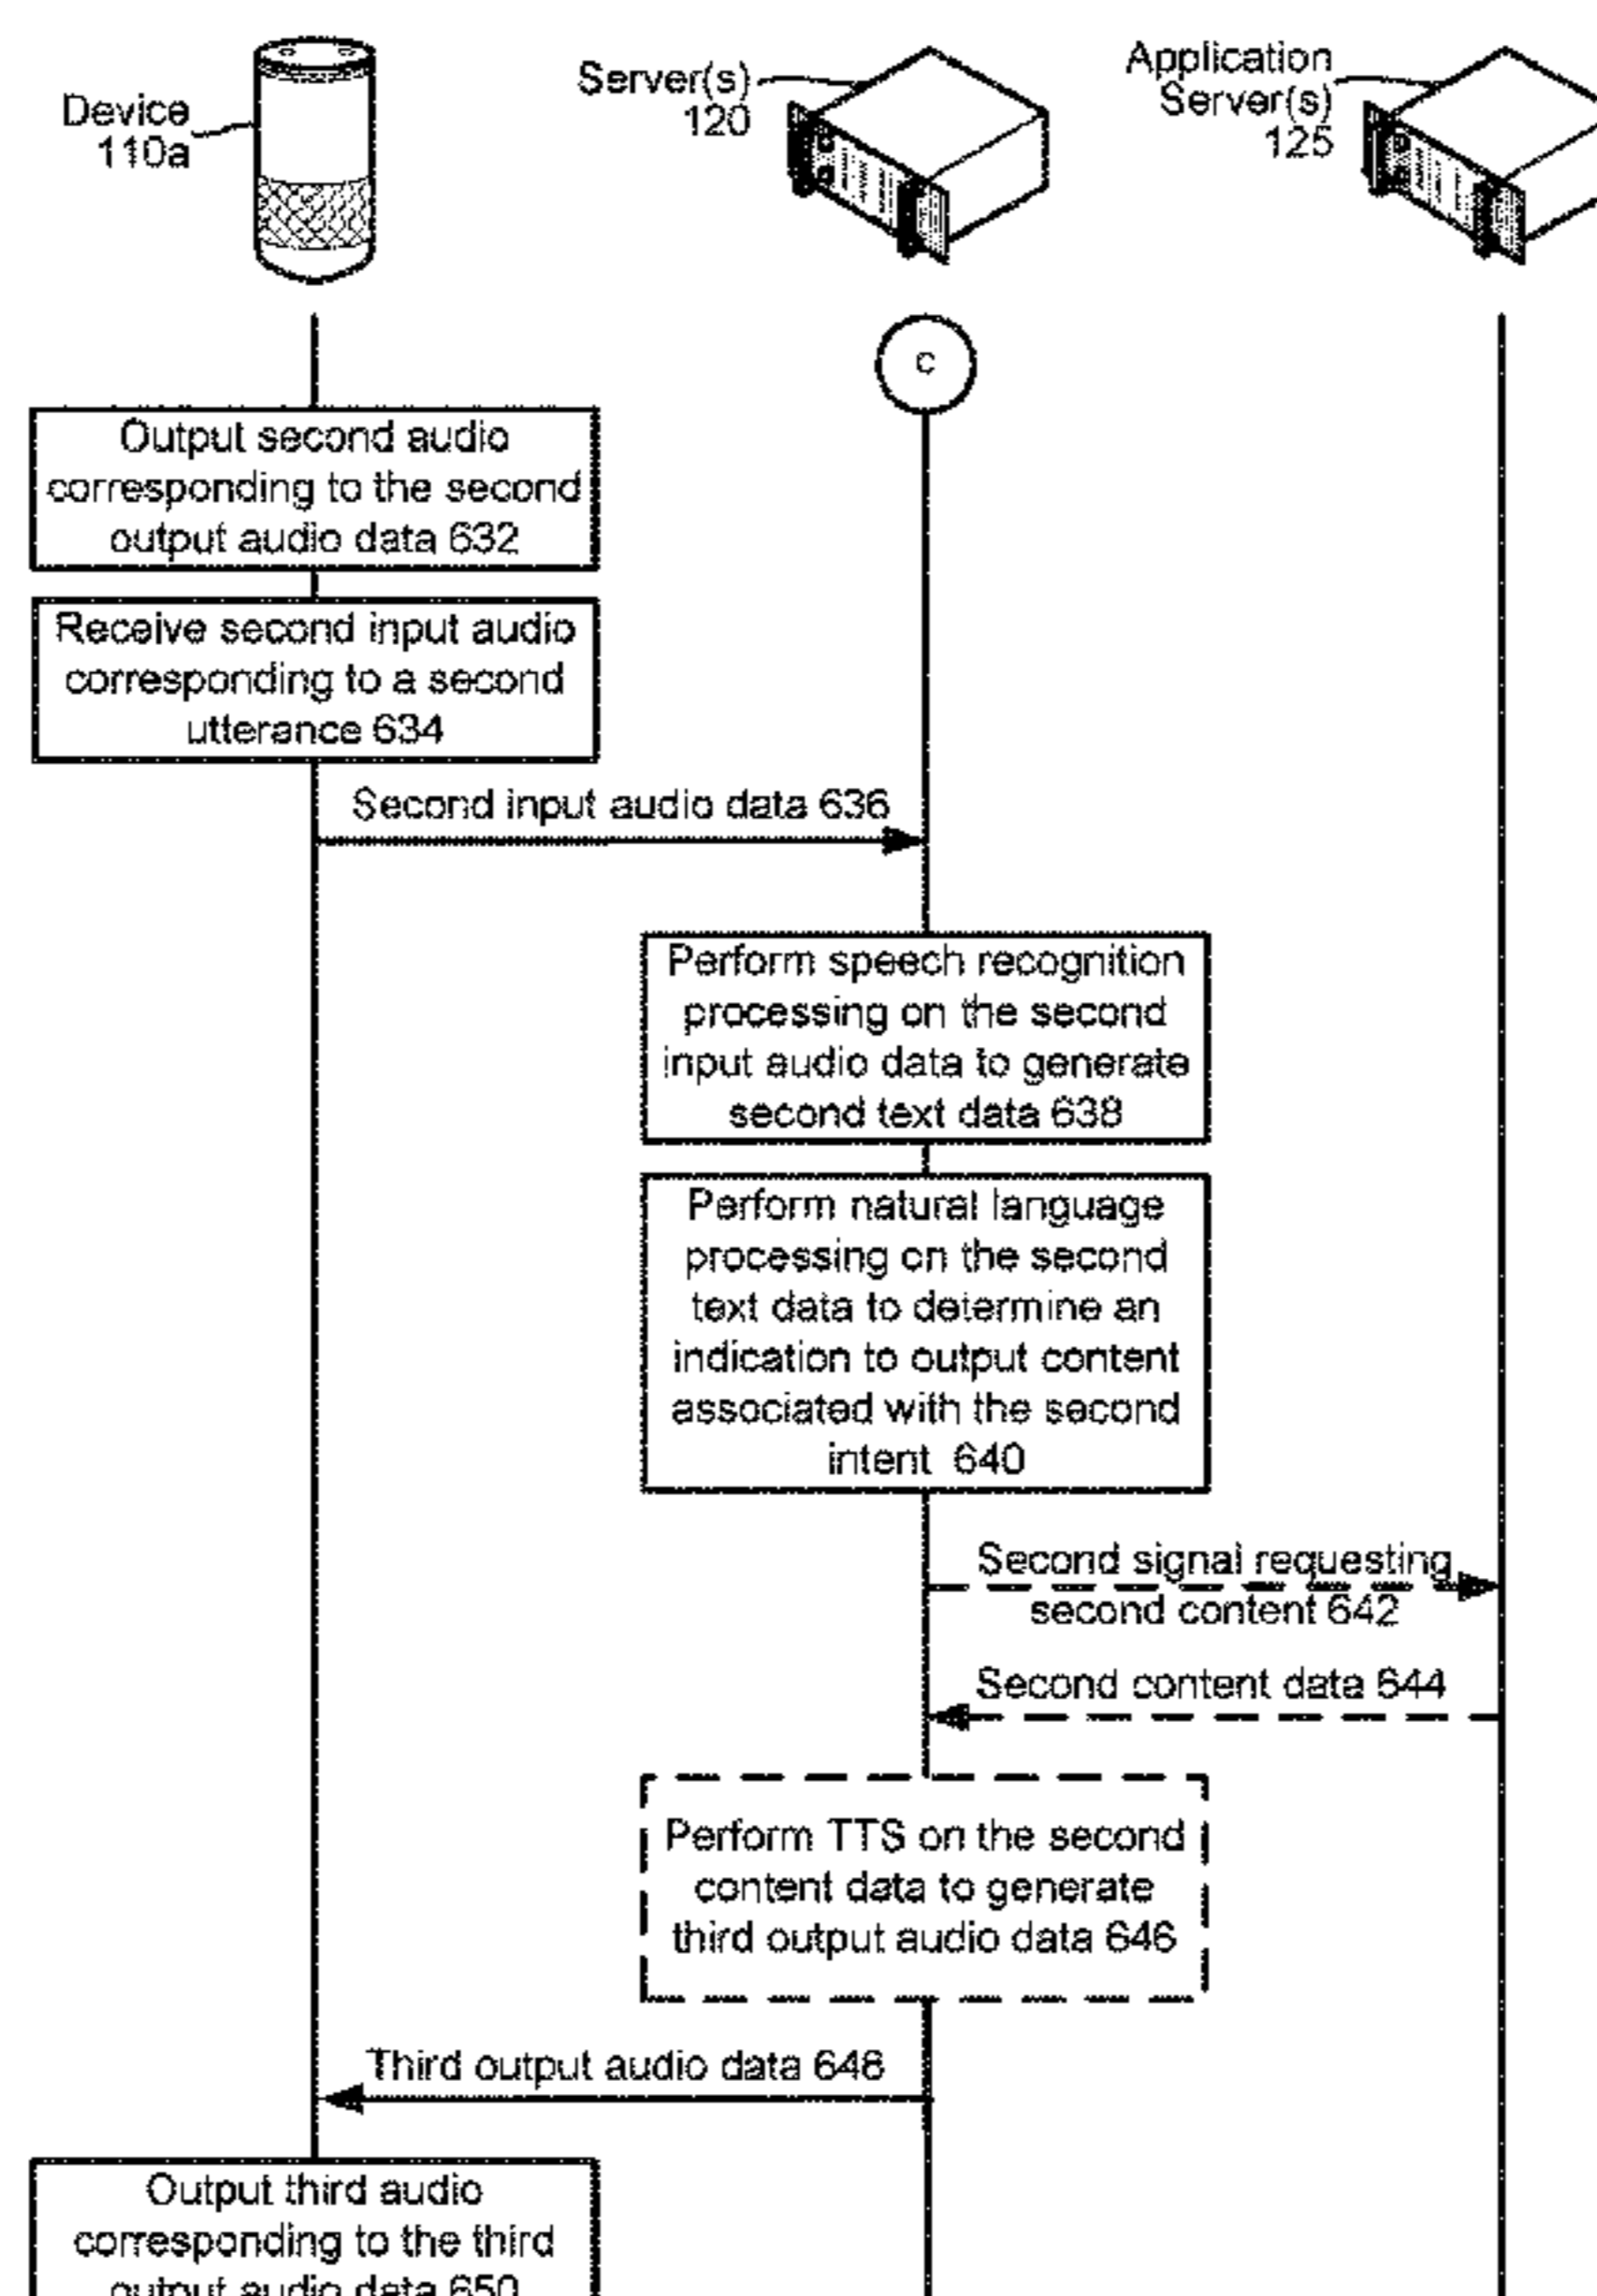 Device
110a
Server(s)
120
Application
Server(s)
125
c
Output second audio
corresponding to the second
output audio data 632
Receive second input audio
corresponding to a second
utterance 634
Second input audio data 636
Perform speech recognition
processing on the second
input audio data to generate
second text data 638
Perform natural language
processing on the second
text data to determine an
indication to output content
associated with the second
intent 640
Second signal requesting
second content 642
Second content data 644
Perform TTS on the second
content data to generate
third output audio data 646
Third output audio data 648
Output third audio
corresponding to the third
output audio data 650